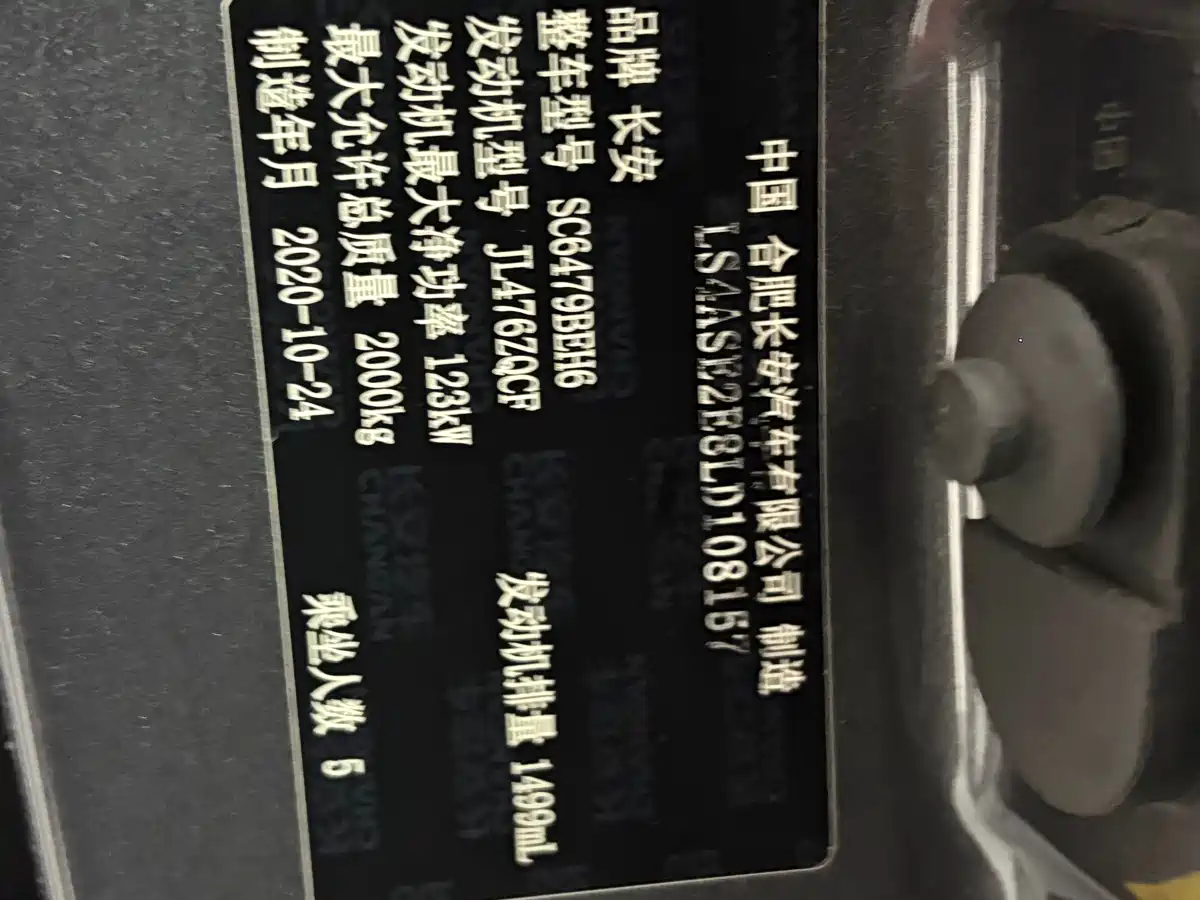 中国 合肥长安汽车有限公司 制造
LS4ASE2E8LD108157
品牌 长安
整车型号 SC6479BBH6
发动机型号 JL476ZQCF 发动机排量 1499mL
发动机最大净功率 123kW
最大允许总质量 2000kg
制造年月 2020-10-24 乘坐人数 5